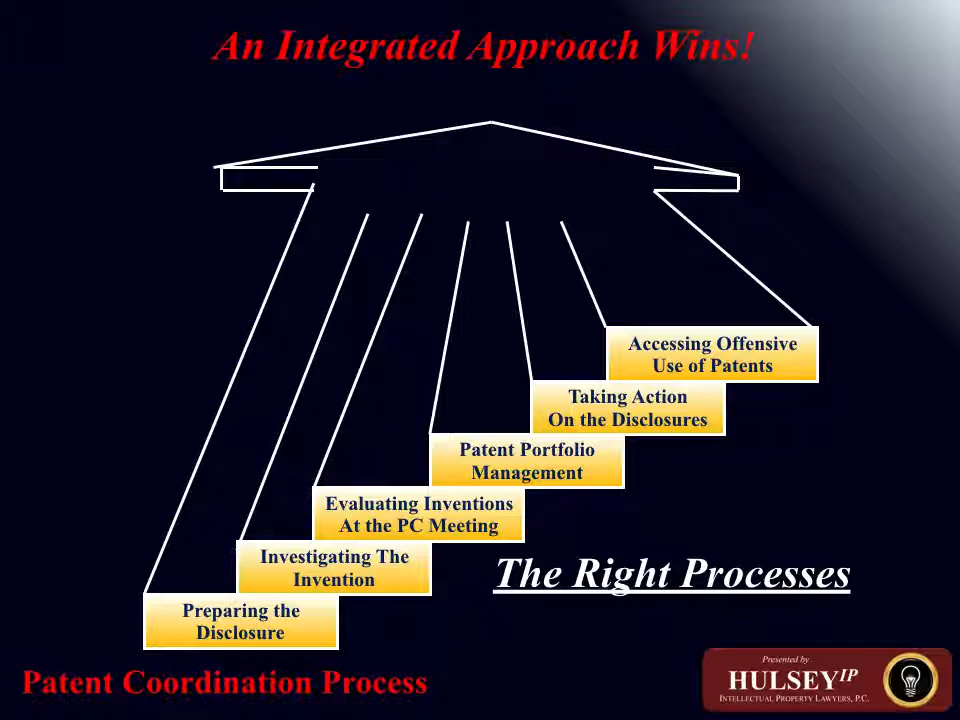 An Integrated Approach Wins!
Accessing Offensive
Use of Patents
Taking Action
On the Disclosures
Patent Portfolio
Management
Evaluating Inventions
At the PC Meeting
Investigating The
Invention
The Right Processes
Preparing the
Disclosure
Patent Coordination Process
Presented by
HULSEYIP
INTELLECTUAL PROPERTY LAWYERS, P.C.